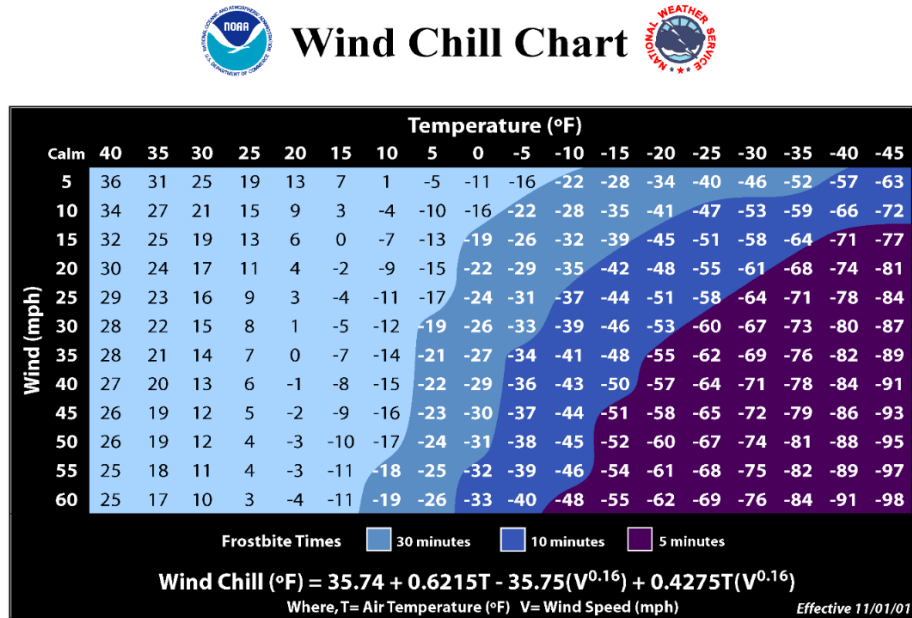 NATIONAL OCEANIC AND ATMOSPHERIC ADMINISTRATION
NOAA
U.S. DEPARTMENT OF COMMERCE
Wind Chill Chart
NATIONAL WEATHER SERVICE
Temperature (ºF)
Calm 40 35 30 25 20 15 10 5 0 -5 -10 -15 -20 -25 -30 -35 -40 -45
Wind (mph)
5 36 31 25 19 13 7 1 -5 -11 -16 -22 -28 -34 -40 -46 -52 -57 -63
10 34 27 21 15 9 3 -4 -10 -16 -22 -28 -35 -41 -47 -53 -59 -66 -72
15 32 25 19 13 6 0 -7 -13 -19 -26 -32 -39 -45 -51 -58 -64 -71 -77
20 30 24 17 11 4 -2 -9 -15 -22 -29 -35 -42 -48 -55 -61 -68 -74 -81
25 29 23 16 9 3 -4 -11 -17 -24 -31 -37 -44 -51 -58 -64 -71 -78 -84
30 28 22 15 8 1 -5 -12 -19 -26 -33 -39 -46 -53 -60 -67 -73 -80 -87
35 28 21 14 7 0 -7 -14 -21 -27 -34 -41 -48 -55 -62 -69 -76 -82 -89
40 27 20 13 6 -1 -8 -15 -22 -29 -36 -43 -50 -57 -64 -71 -78 -84 -91
45 26 19 12 5 -2 -9 -16 -23 -30 -37 -44 -51 -58 -65 -72 -79 -86 -93
50 26 19 12 4 -3 -10 -17 -24 -31 -38 -45 -52 -60 -67 -74 -81 -88 -95
55 25 18 11 4 -3 -11 -18 -25 -32 -39 -46 -54 -61 -68 -75 -82 -89 -97
60 25 17 10 3 -4 -11 -19 -26 -33 -40 -48 -55 -62 -69 -76 -84 -91 -98
Frostbite Times 30 minutes 10 minutes 5 minutes
Wind Chill (ºF) = 35.74 + 0.6215T - 35.75(V^0.16) + 0.4275T(V^0.16)
Where, T= Air Temperature (ºF) V= Wind Speed (mph) Effective 11/01/01